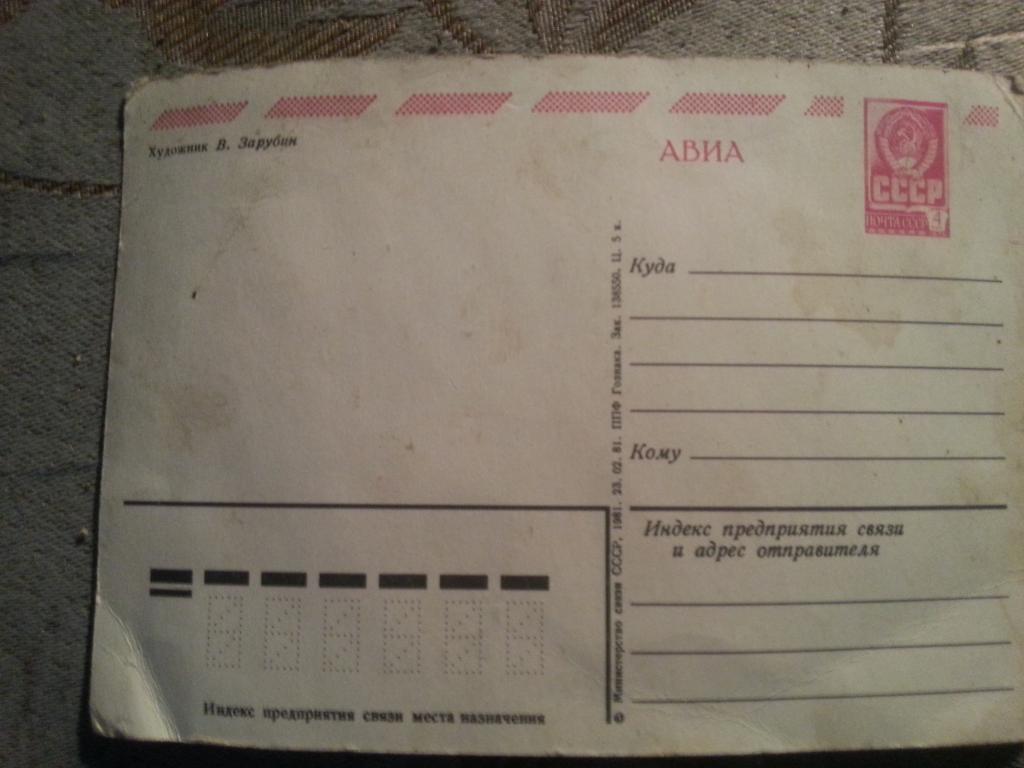 Художник В. Зарубин
АВИА
СССР
ПОЧТА СССР 4
Куда
Кому
Индекс предприятия связи
и адрес отправителя
© Министерство связи СССР, 1981. 23. 02. 81. ППФ Гознака. Зак. 138550. Ц. 5 к.
Индекс предприятия связи места назначения